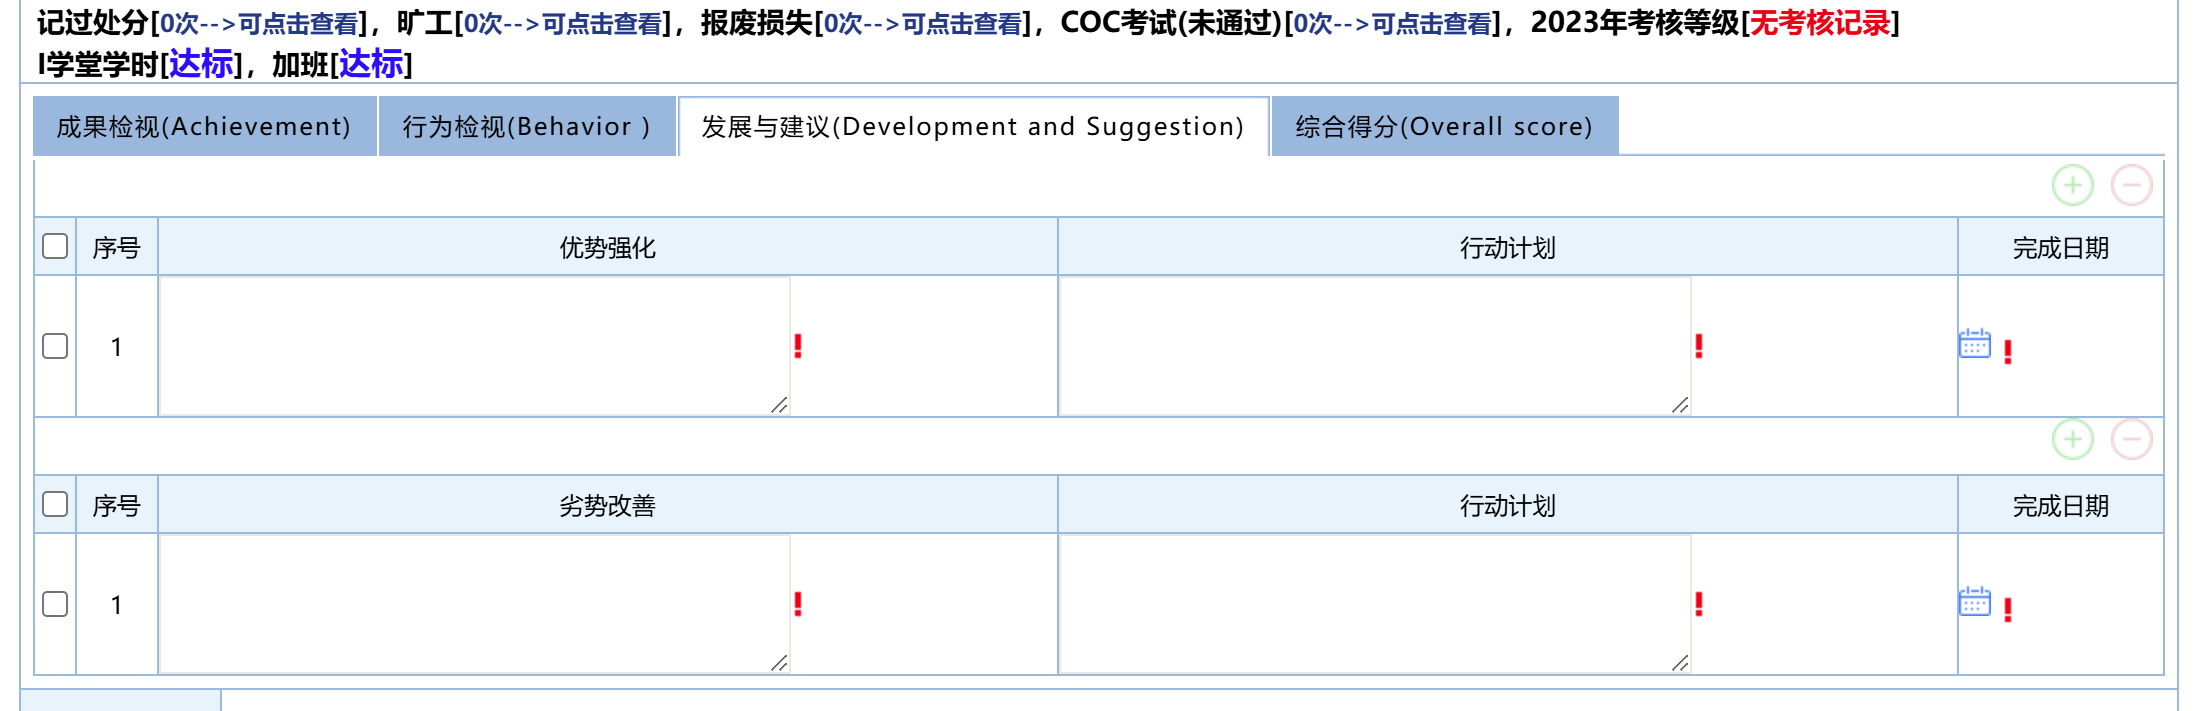 记过处分[0次-->可点击查看]，旷工[0次-->可点击查看]，报废损失[0次-->可点击查看]，COC考试(未通过)[0次-->可点击查看]，2023年考核等级[无考核记录]
I学堂学时[达标]，加班[达标]
成果检视(Achievement) 行为检视(Behavior ) 发展与建议(Development and Suggestion) 综合得分(Overall score)
序号 优势强化 行动计划 完成日期
1 ! ! !
序号 劣势改善 行动计划 完成日期
1 ! ! !